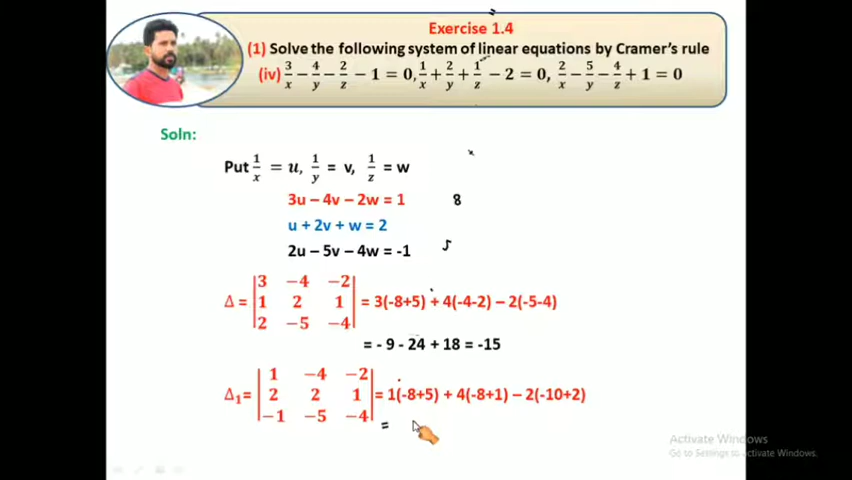 Exercise 1.4
(1) Solve the following system of linear equations by Cramer's rule
(iv) 3/x − 4/y − 2/z − 1 = 0, 1/x + 2/y + 1/z − 2 = 0, 2/x − 5/y − 4/z + 1 = 0
Soln:
Put 1/x = u, 1/y = v, 1/z = w
3u – 4v – 2w = 1
8
u + 2v + w = 2
2u – 5v – 4w = -1
5
Δ = |3 −4 −2| = 3(-8+5) + 4(-4-2) – 2(-5-4)
|1 2 1|
|2 −5 −4|
= - 9 - 24 + 18 = -15
Δ₁= |1 −4 −2| = 1(-8+5) + 4(-8+1) – 2(-10+2)
|2 2 1|
|−1 −5 −4|
=
Activate Windows
Go to Settings to Activate Windows.